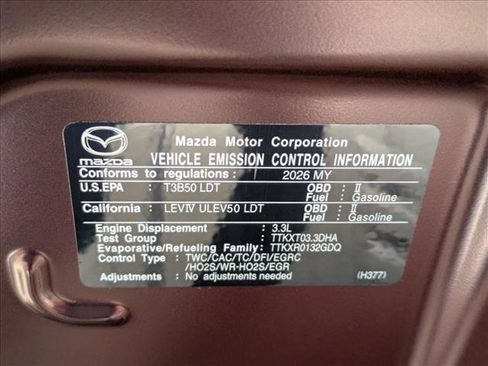 mazda
Mazda Motor Corporation
VEHICLE EMISSION CONTROL INFORMATION
Conforms to regulations : 2026 MY
U.S.EPA : T3B50 LDT OBD : II
Fuel : Gasoline
California : LEVIV ULEV50 LDT OBD : II
Fuel : Gasoline
Engine Displacement : 3.3L
Test Group : TTKXT03.3DHA
Evaporative/Refueling Family: TTKXR0132GDQ
Control Type : TWC/CAC/TC/DFI/EGRC
/HO2S/WR-HO2S/EGR
Adjustments : No adjustments needed (H377)